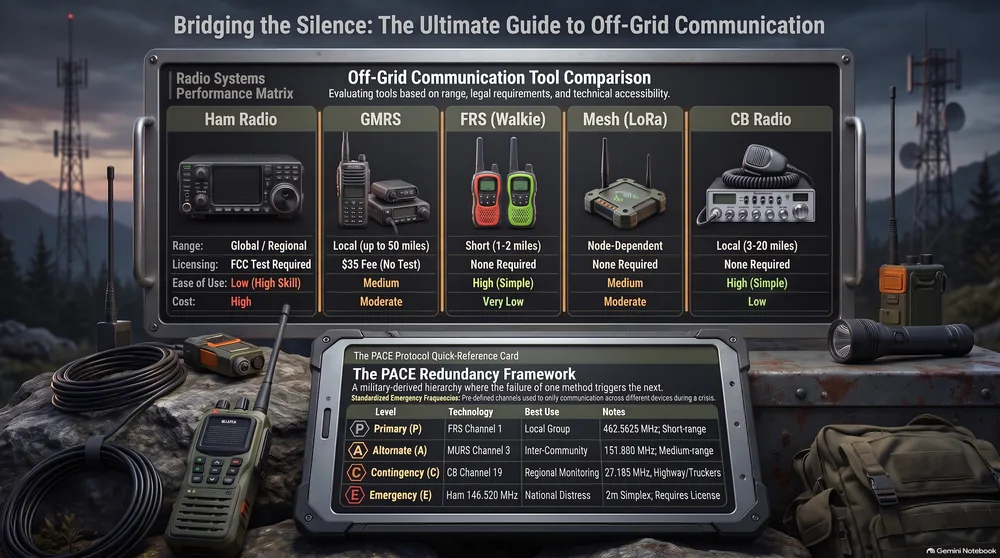 Bridging the Silence: The Ultimate Guide to Off-Grid Communication
Radio Systems
Performance Matrix
Off-Grid Communication Tool Comparison
Evaluating tools based on range, legal requirements, and technical accessibility.
Ham Radio GMRS FRS (Walkie) Mesh (LoRa) CB Radio
Range: Global / Regional Local (up to 50 miles) Short (1-2 miles) Node-Dependent Local (3-20 miles)
Licensing: FCC Test Required $35 Fee (No Test) None Required None Required None Required
Ease of Use: Low (High Skill) Medium High (Simple) Medium High (Simple)
Cost: High Moderate Very Low Moderate Low
The PACE Protocol Quick-Reference Card
The PACE Redundancy Framework
A military-derived hierarchy where the failure of one method triggers the next.
Standardized Emergency Fraquecies: Pre-defined channels used to onlify communication across different devices during a crisis.
Level Technology Best Use Notes
P Primary (P) FRS Channel 1 Local Group 462.5625 MHz; Short-range
A Altornate (A) MURS Channel 3 Inter-Community 151.880 MHz; Medium-range
C Contingency (C) C8 Channel 19 Regional Monitoring 27.185 MHz, Highway/Truckers
E Emergency (E) Ham 146.520 MHz National Distress 2m Simplex; Requires License
Gemini Notebook